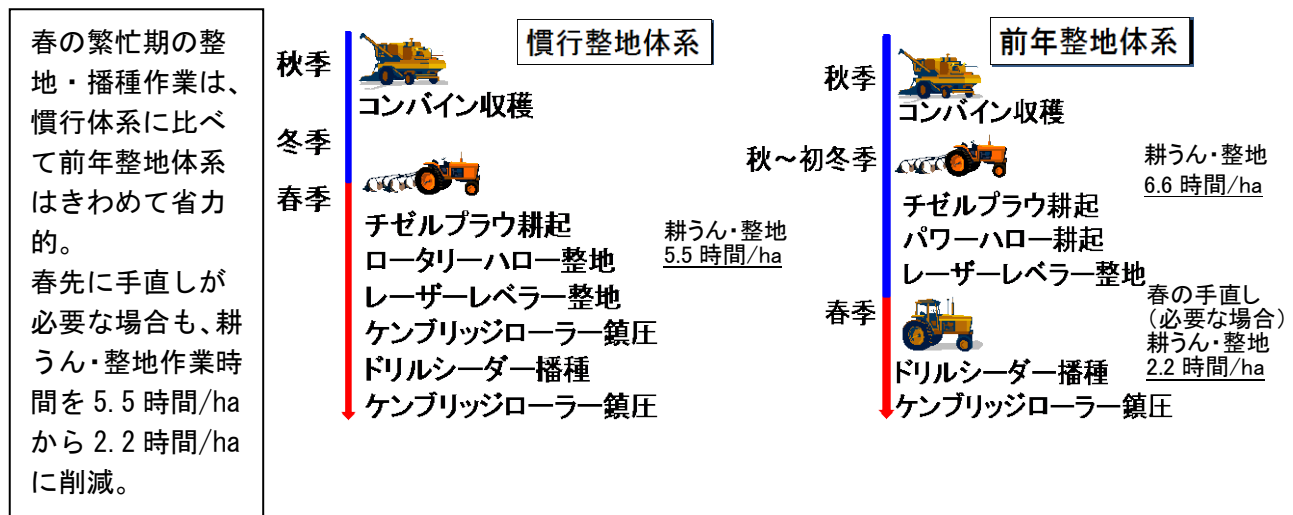 春の繁忙期の整
地・播種作業は、
慣行体系に比べ
て前年整地体系
はきわめて省力
的。
春先に手直しが
必要な場合も、耕
うん・整地作業時
間を 5.5 時間/ha
から 2.2 時間/ha
に削減。
慣行整地体系
秋季
コンバイン収穫
冬季
春季
チゼルプラウ耕起
ロータリーハロー整地
レーザーレベラー整地
ケンブリッジローラー鎮圧
ドリルシーダー播種
ケンブリッジローラー鎮圧
耕うん・整地
5.5 時間/ha
前年整地体系
秋季
コンバイン収穫
秋～初冬季
チゼルプラウ耕起
パワーハロー耕起
レーザーレベラー整地
耕うん・整地
6.6 時間/ha
春季
ドリルシーダー播種
ケンブリッジローラー鎮圧
春の手直し
（必要な場合）
耕うん・整地
2.2 時間/ha